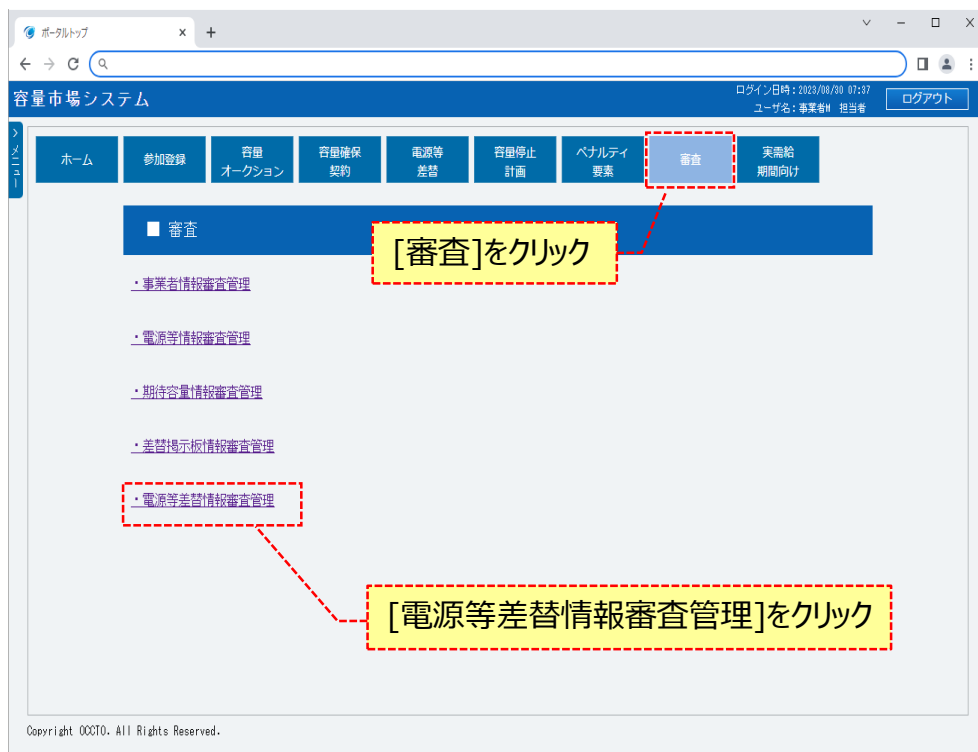 ポータルトップ
容量市場システム
ログイン日時：2023/08/30 07:37
ユーザ名：事業者M 担当者
ログアウト
メニュー
ホーム
参加登録
容量
オークション
容量確保
契約
電源等
差替
容量停止
計画
ペナルティ
要素
審査
実需給
期間向け
■ 審査
[審査]をクリック
・事業者情報審査管理
・電源等情報審査管理
・期待容量情報審査管理
・差替掲示板情報審査管理
・電源等差替情報審査管理
[電源等差替情報審査管理]をクリック
Copyright OCCTO. All Rights Reserved.